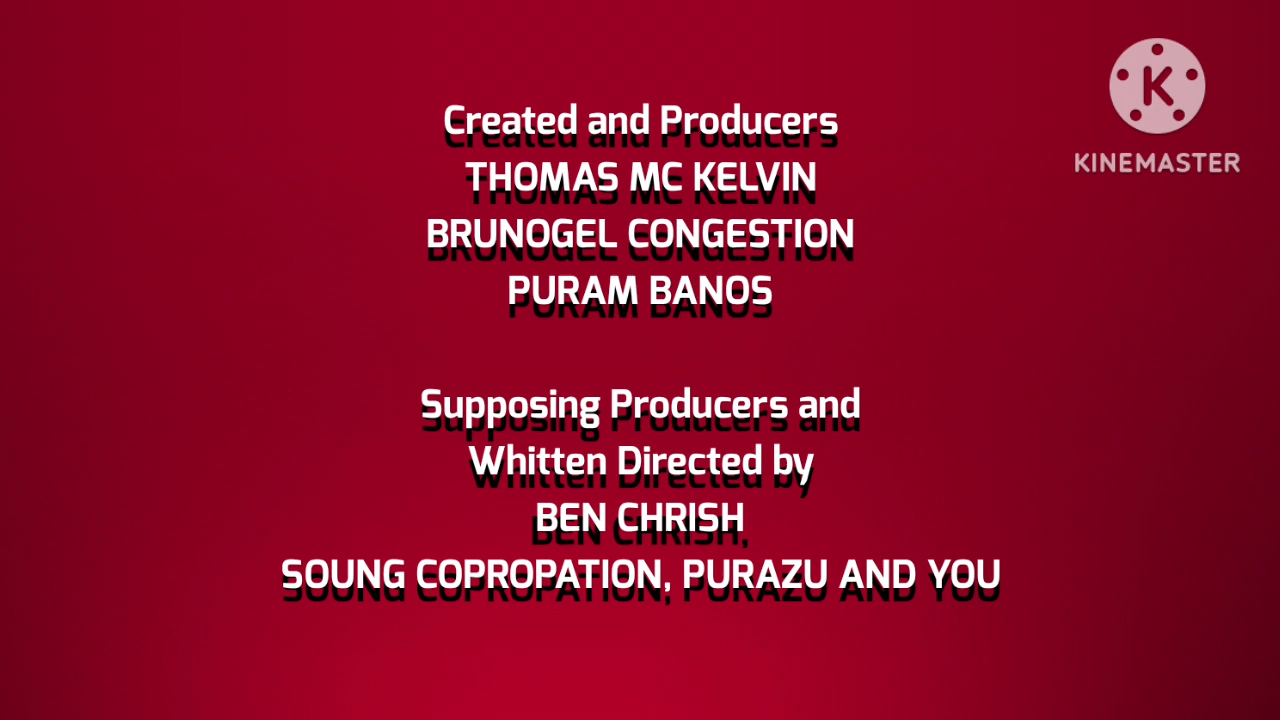 Created and Producers
THOMAS MC KELVIN
BRUNOGEL CONGESTION
PURAM BANOS
Supposing Producers and
Whitten Directed by
BEN CHRISH
SOUNG COPROPATION, PURAZU AND YOU
K
KINEMASTER